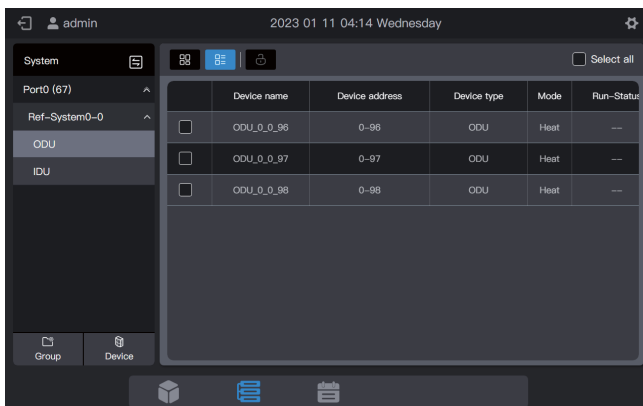 admin
2023 01 11 04:14 Wednesday
System
Select all
Port0 (67)
Ref-System0-0
ODU
IDU
Device name Device address Device type Mode Run-Status
ODU_0_0_96 0-96 ODU Heat --
ODU_0_0_97 0-97 ODU Heat --
ODU_0_0_98 0-98 ODU Heat --
Group
Device